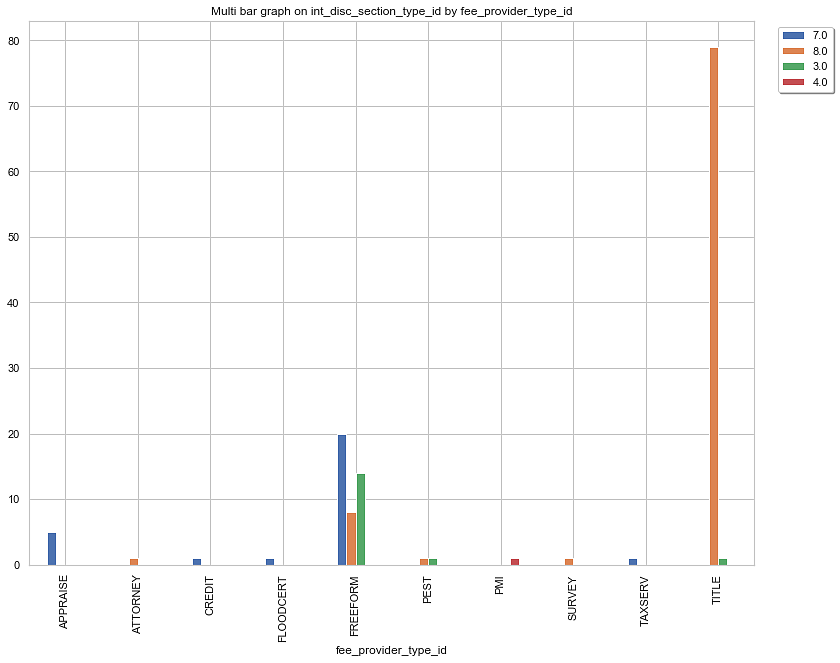 Multi bar graph on int_disc_section_type_id by fee_provider_type_id
7.0
8.0
3.0
4.0
80
70
60
50
40
30
20
10
0
APPRAISE
ATTORNEY
CREDIT
FLOODCERT
FREEFORM
PEST
PMI
SURVEY
TAXSERV
TITLE
fee_provider_type_id